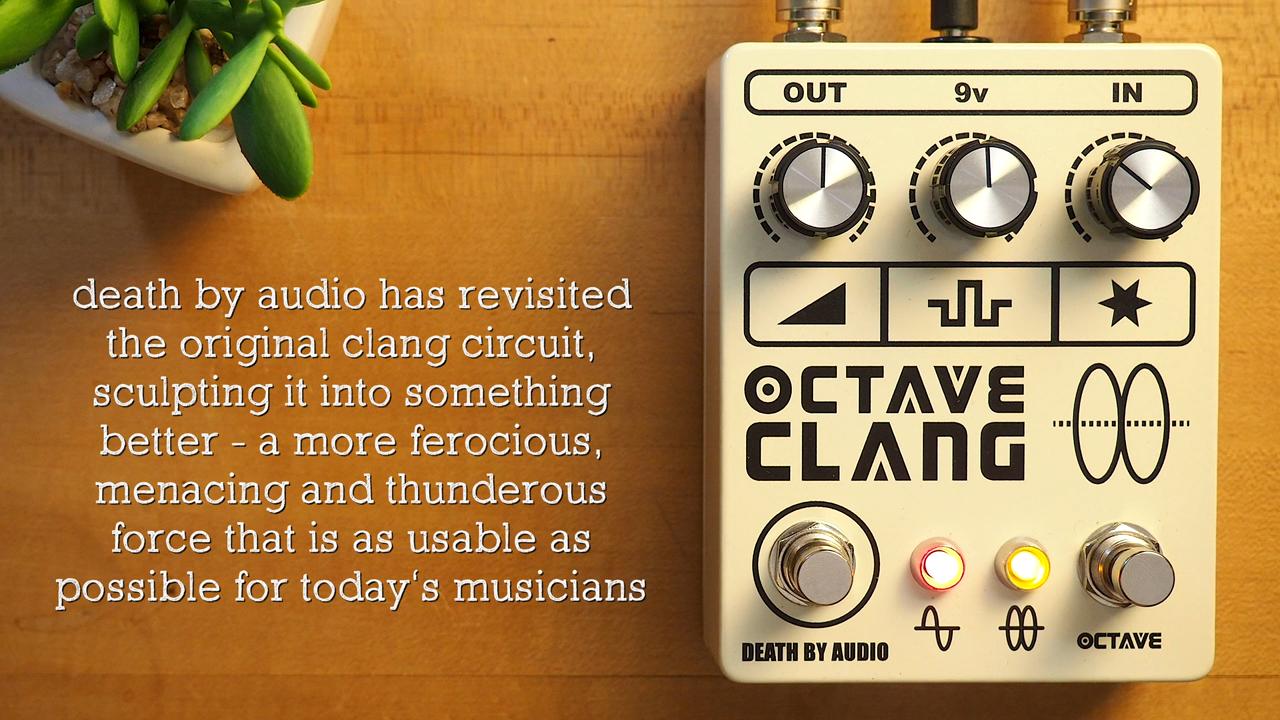 death by audio has revisited
the original clang circuit,
sculpting it into something
better - a more ferocious,
menacing and thunderous
force that is as usable as
possible for today's musicians
OUT 9v IN
OCTAVE
CLANG
DEATH BY AUDIO
OCTAVE